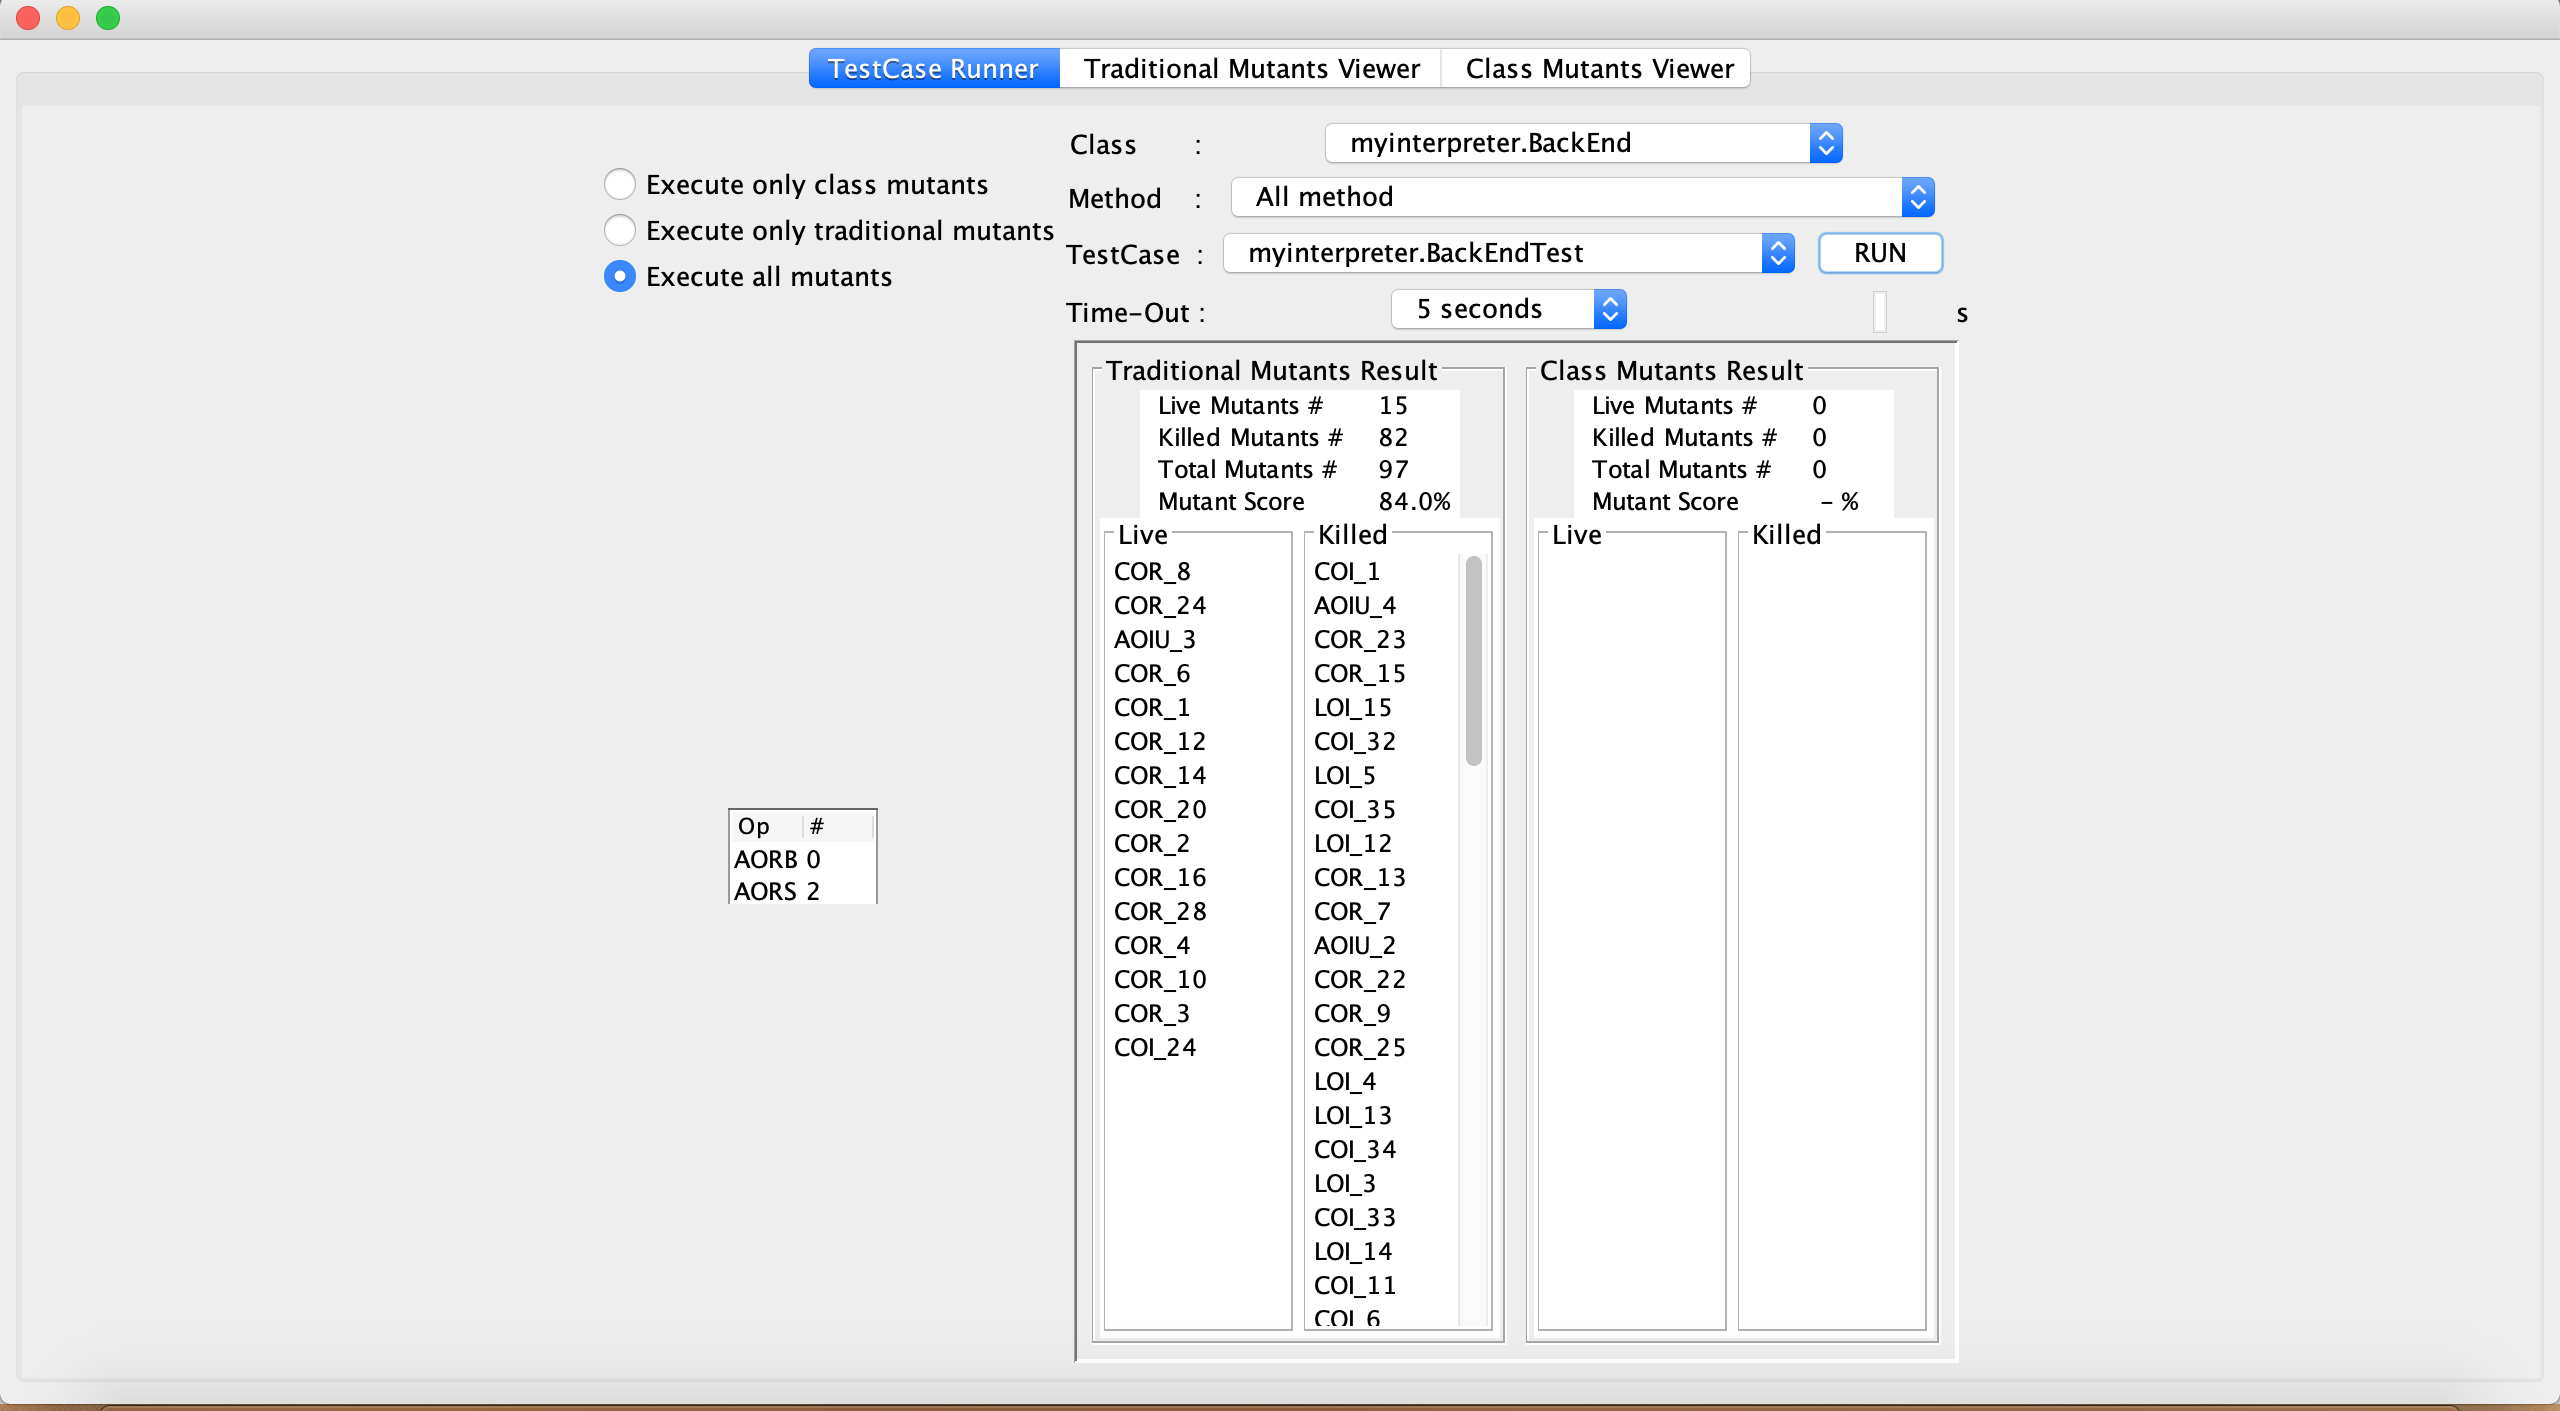 TestCase Runner Traditional Mutants Viewer Class Mutants Viewer
Execute only class mutants
Execute only traditional mutants
Execute all mutants
Class : myinterpreter.BackEnd
Method : All method
TestCase : myinterpreter.BackEndTest RUN
Time-Out : 5 seconds s
Op #
AORB 0
AORS 2
Traditional Mutants Result
Live Mutants # 15
Killed Mutants # 82
Total Mutants # 97
Mutant Score 84.0%
Live
COR_8
COR_24
AOIU_3
COR_6
COR_1
COR_12
COR_14
COR_20
COR_2
COR_16
COR_28
COR_4
COR_10
COR_3
COI_24
Killed
COI_1
AOIU_4
COR_23
COR_15
LOI_15
COI_32
LOI_5
COI_35
LOI_12
COR_13
COR_7
AOIU_2
COR_22
COR_9
COR_25
LOI_4
LOI_13
COI_34
LOI_3
COI_33
LOI_14
COI_11
COI_6
Class Mutants Result
Live Mutants # 0
Killed Mutants # 0
Total Mutants # 0
Mutant Score - %
Live
Killed